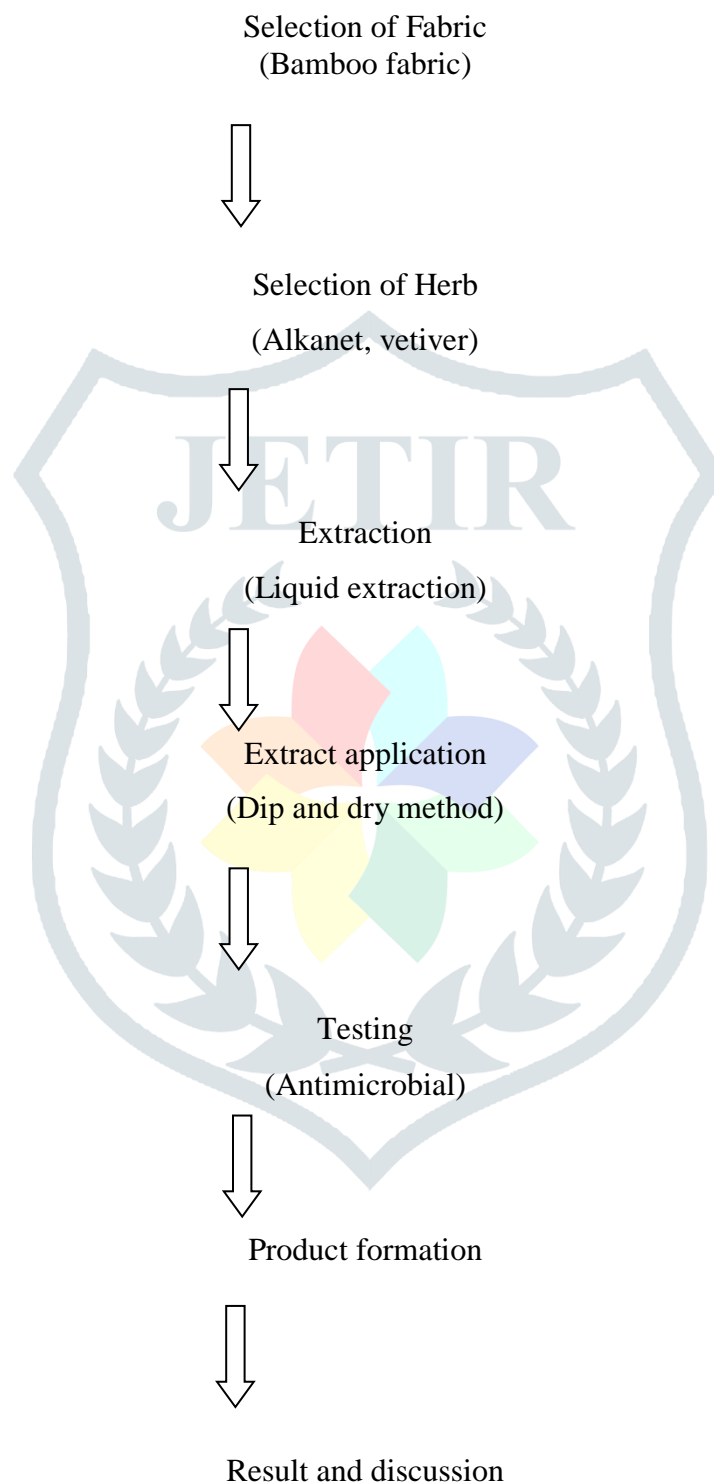 Selection of Fabric
(Bamboo fabric)
Selection of Herb
(Alkanet, vetiver)
JETIR
Extraction
(Liquid extraction)
Extract application
(Dip and dry method)
Testing
(Antimicrobial)
Product formation
Result and discussion